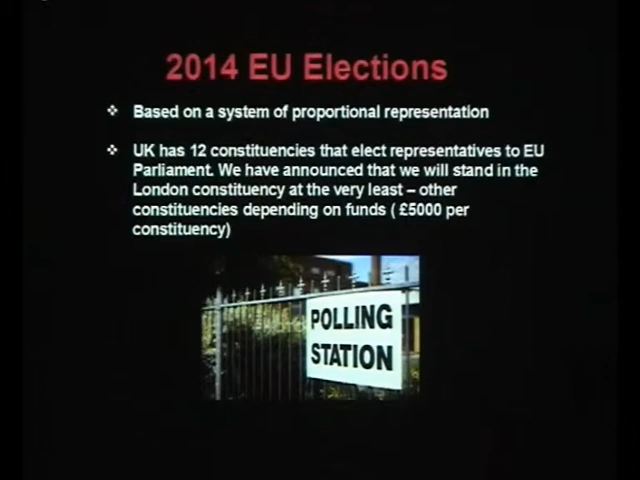 2014 EU Elections
Based on a system of proportional representation
UK has 12 constituencies that elect representatives to EU
Parliament. We have announced that we will stand in the
London constituency at the very least – other
constituencies depending on funds ( £5000 per
constituency)
POLLING
STATION